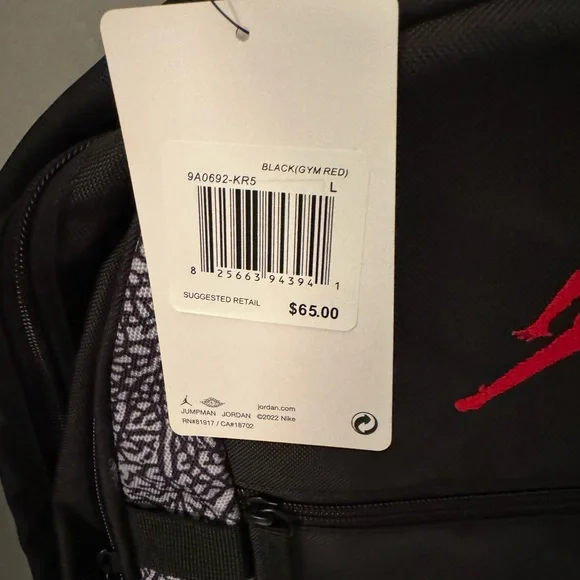 BLACK(GYM RED)
9A0692-KR5 L
8 25663 94394 1
SUGGESTED RETAIL $65.00
JUMPMAN JORDAN jordan.com
©2022 Nike
RN#81917 / CA#18702